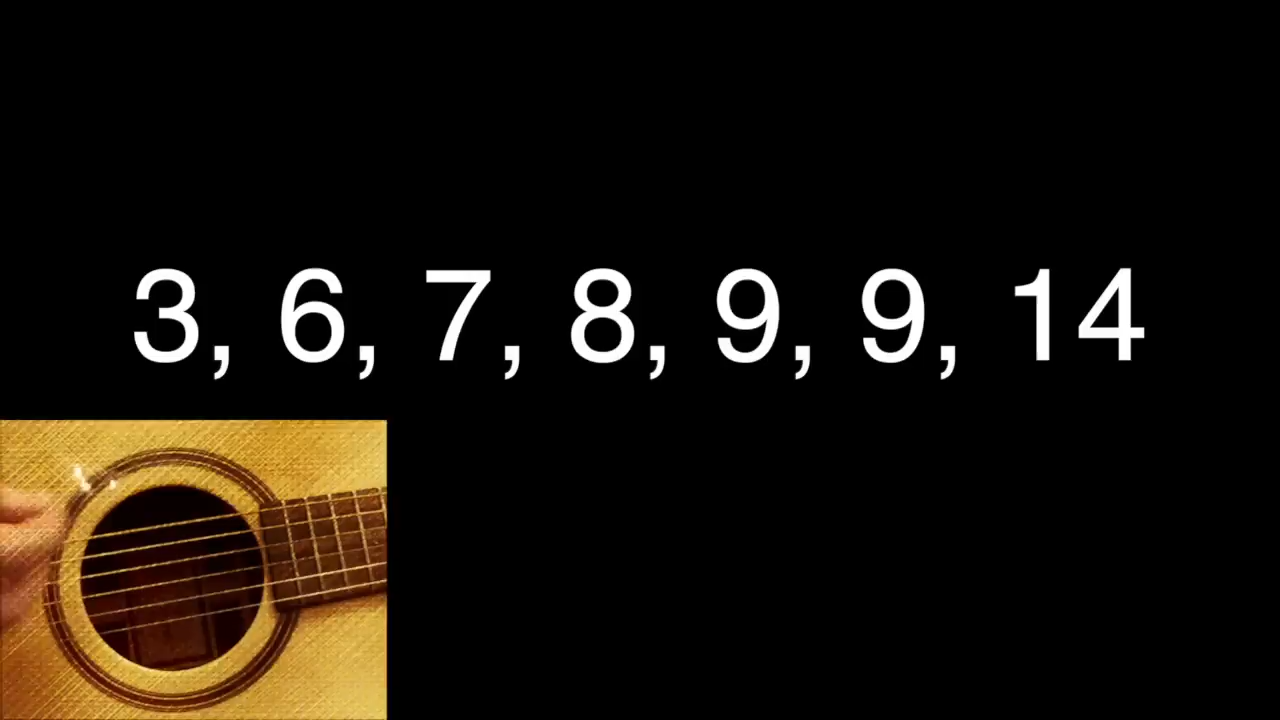 3, 6, 7, 8, 9, 9, 14